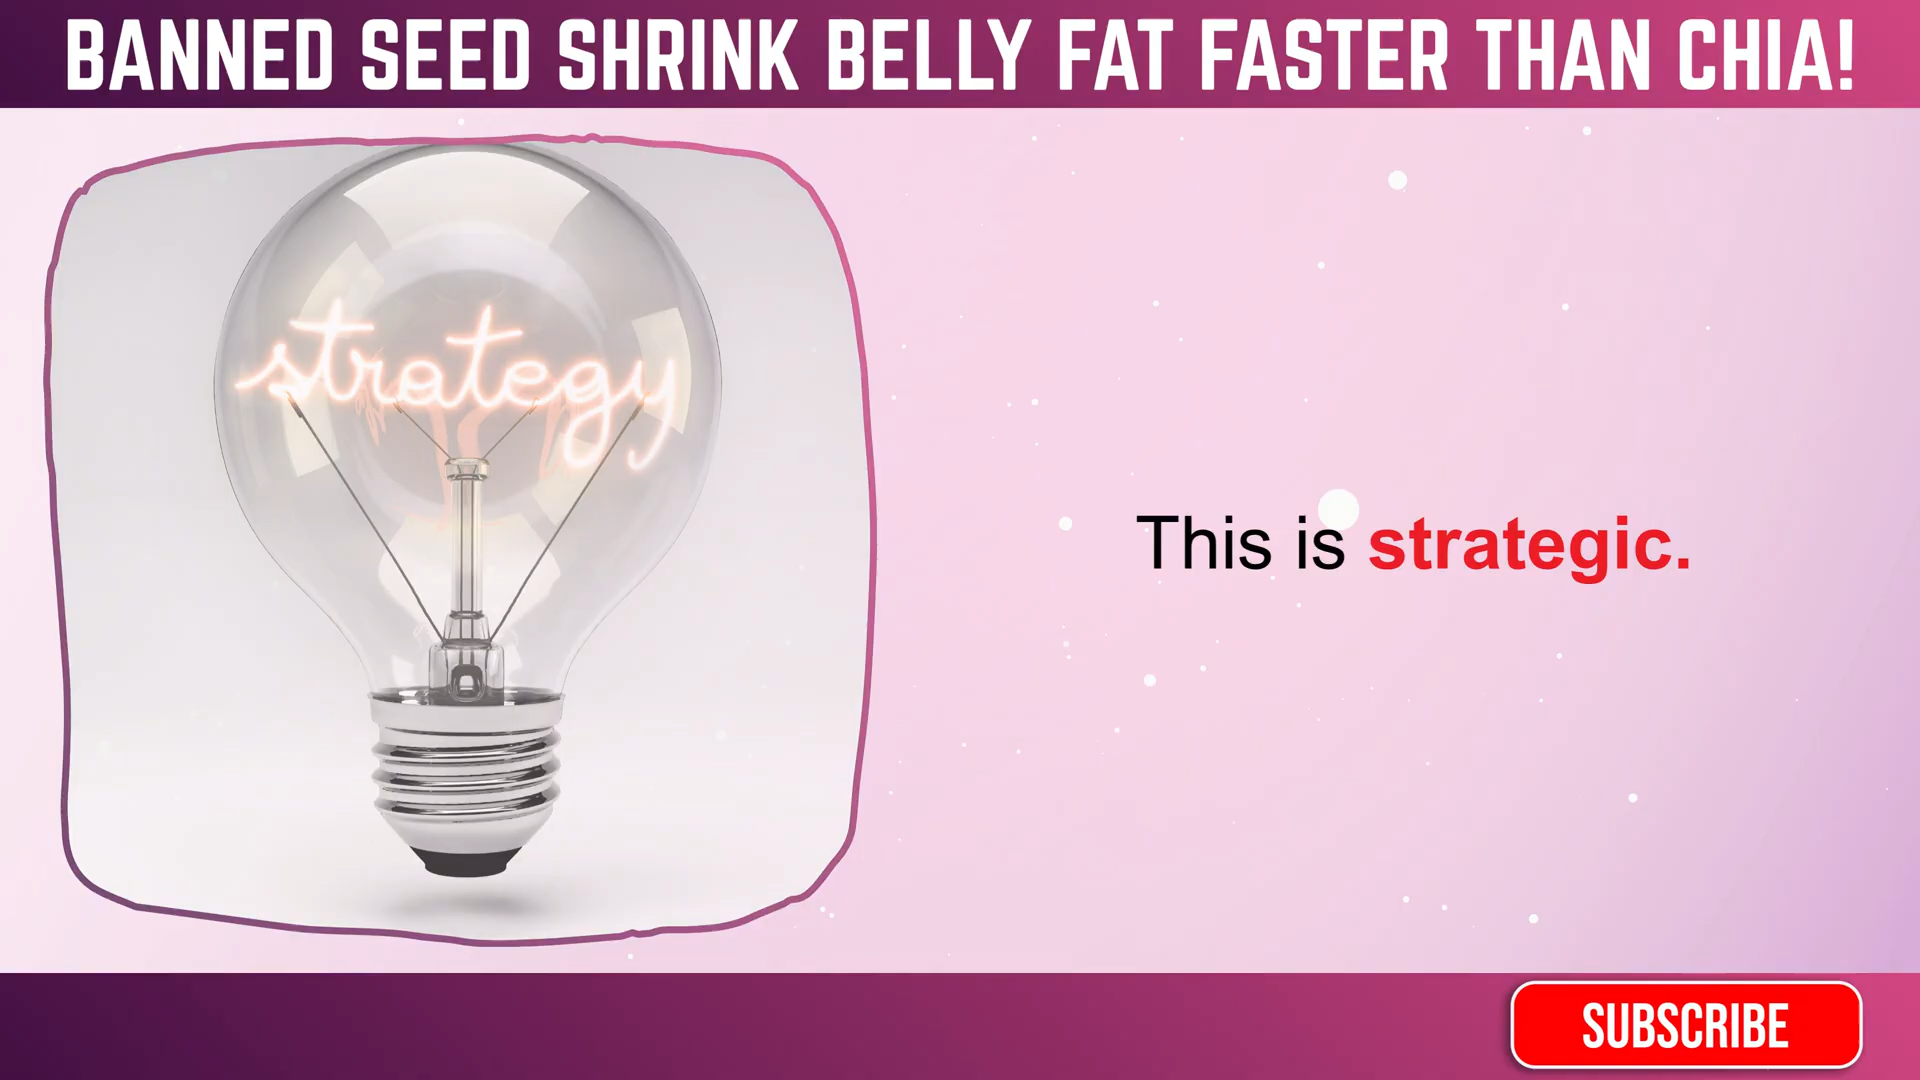 BANNED SEED SHRINK BELLY FAT FASTER THAN CHIA!
strategy
This is strategic.
SUBSCRIBE